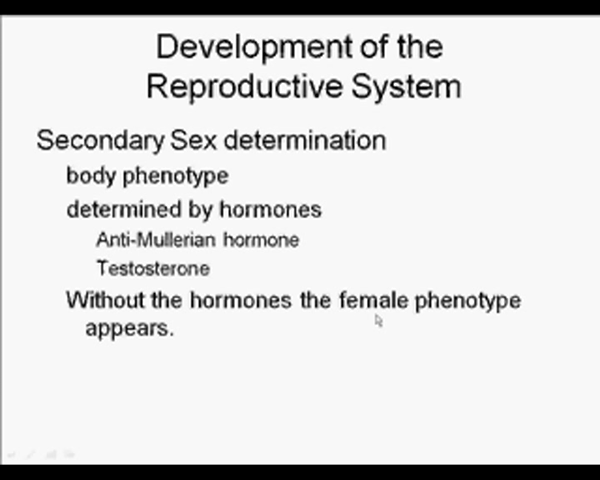 Development of the
Reproductive System
Secondary Sex determination
body phenotype
determined by hormones
Anti-Mullerian hormone
Testosterone
Without the hormones the female phenotype
appears.